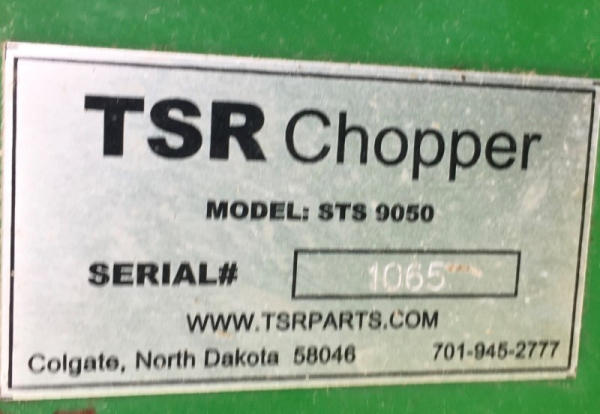 TSR Chopper
MODEL: STS 9050
SERIAL# 1065
WWW.TSRPARTS.COM
Colgate, North Dakota 58046 701-945-2777